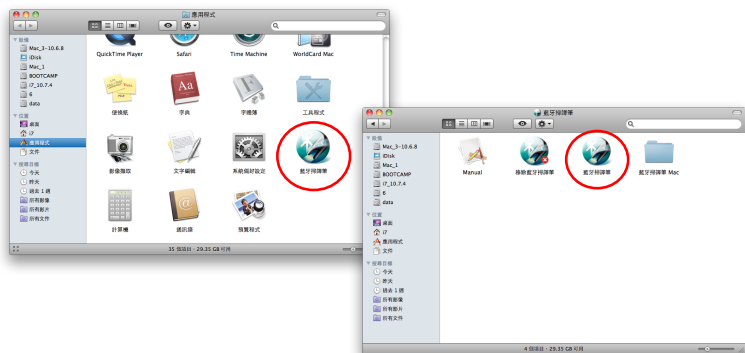 應用程式
裝置
Mac_3-10.6.8
iDisk
Mac_1
BOOTCAMP
i7_10.7.4
6
data
位置
桌面
i7
應用程式
文件
搜尋目標
今天
昨天
過去 1 週
所有影像
所有影片
所有文件
QuickTime Player
Safari
Time Machine
WorldCard Mac
便條紙
字典
字體簿
工具程式
影像擷取
文字編輯
系統偏好設定
藍牙掃譯筆
計算機
通訊錄
預覽程式
35 個項目，29.35 GB 可用
藍牙掃譯筆
裝置
Mac_3-10.6.8
iDisk
Mac_1
BOOTCAMP
i7_10.7.4
6
data
位置
桌面
i7
應用程式
文件
搜尋目標
今天
昨天
過去 1 週
所有影像
所有影片
所有文件
Manual
移除藍牙掃譯筆
藍牙掃譯筆
藍牙掃譯筆 Mac
4 個項目，29.35 GB 可用